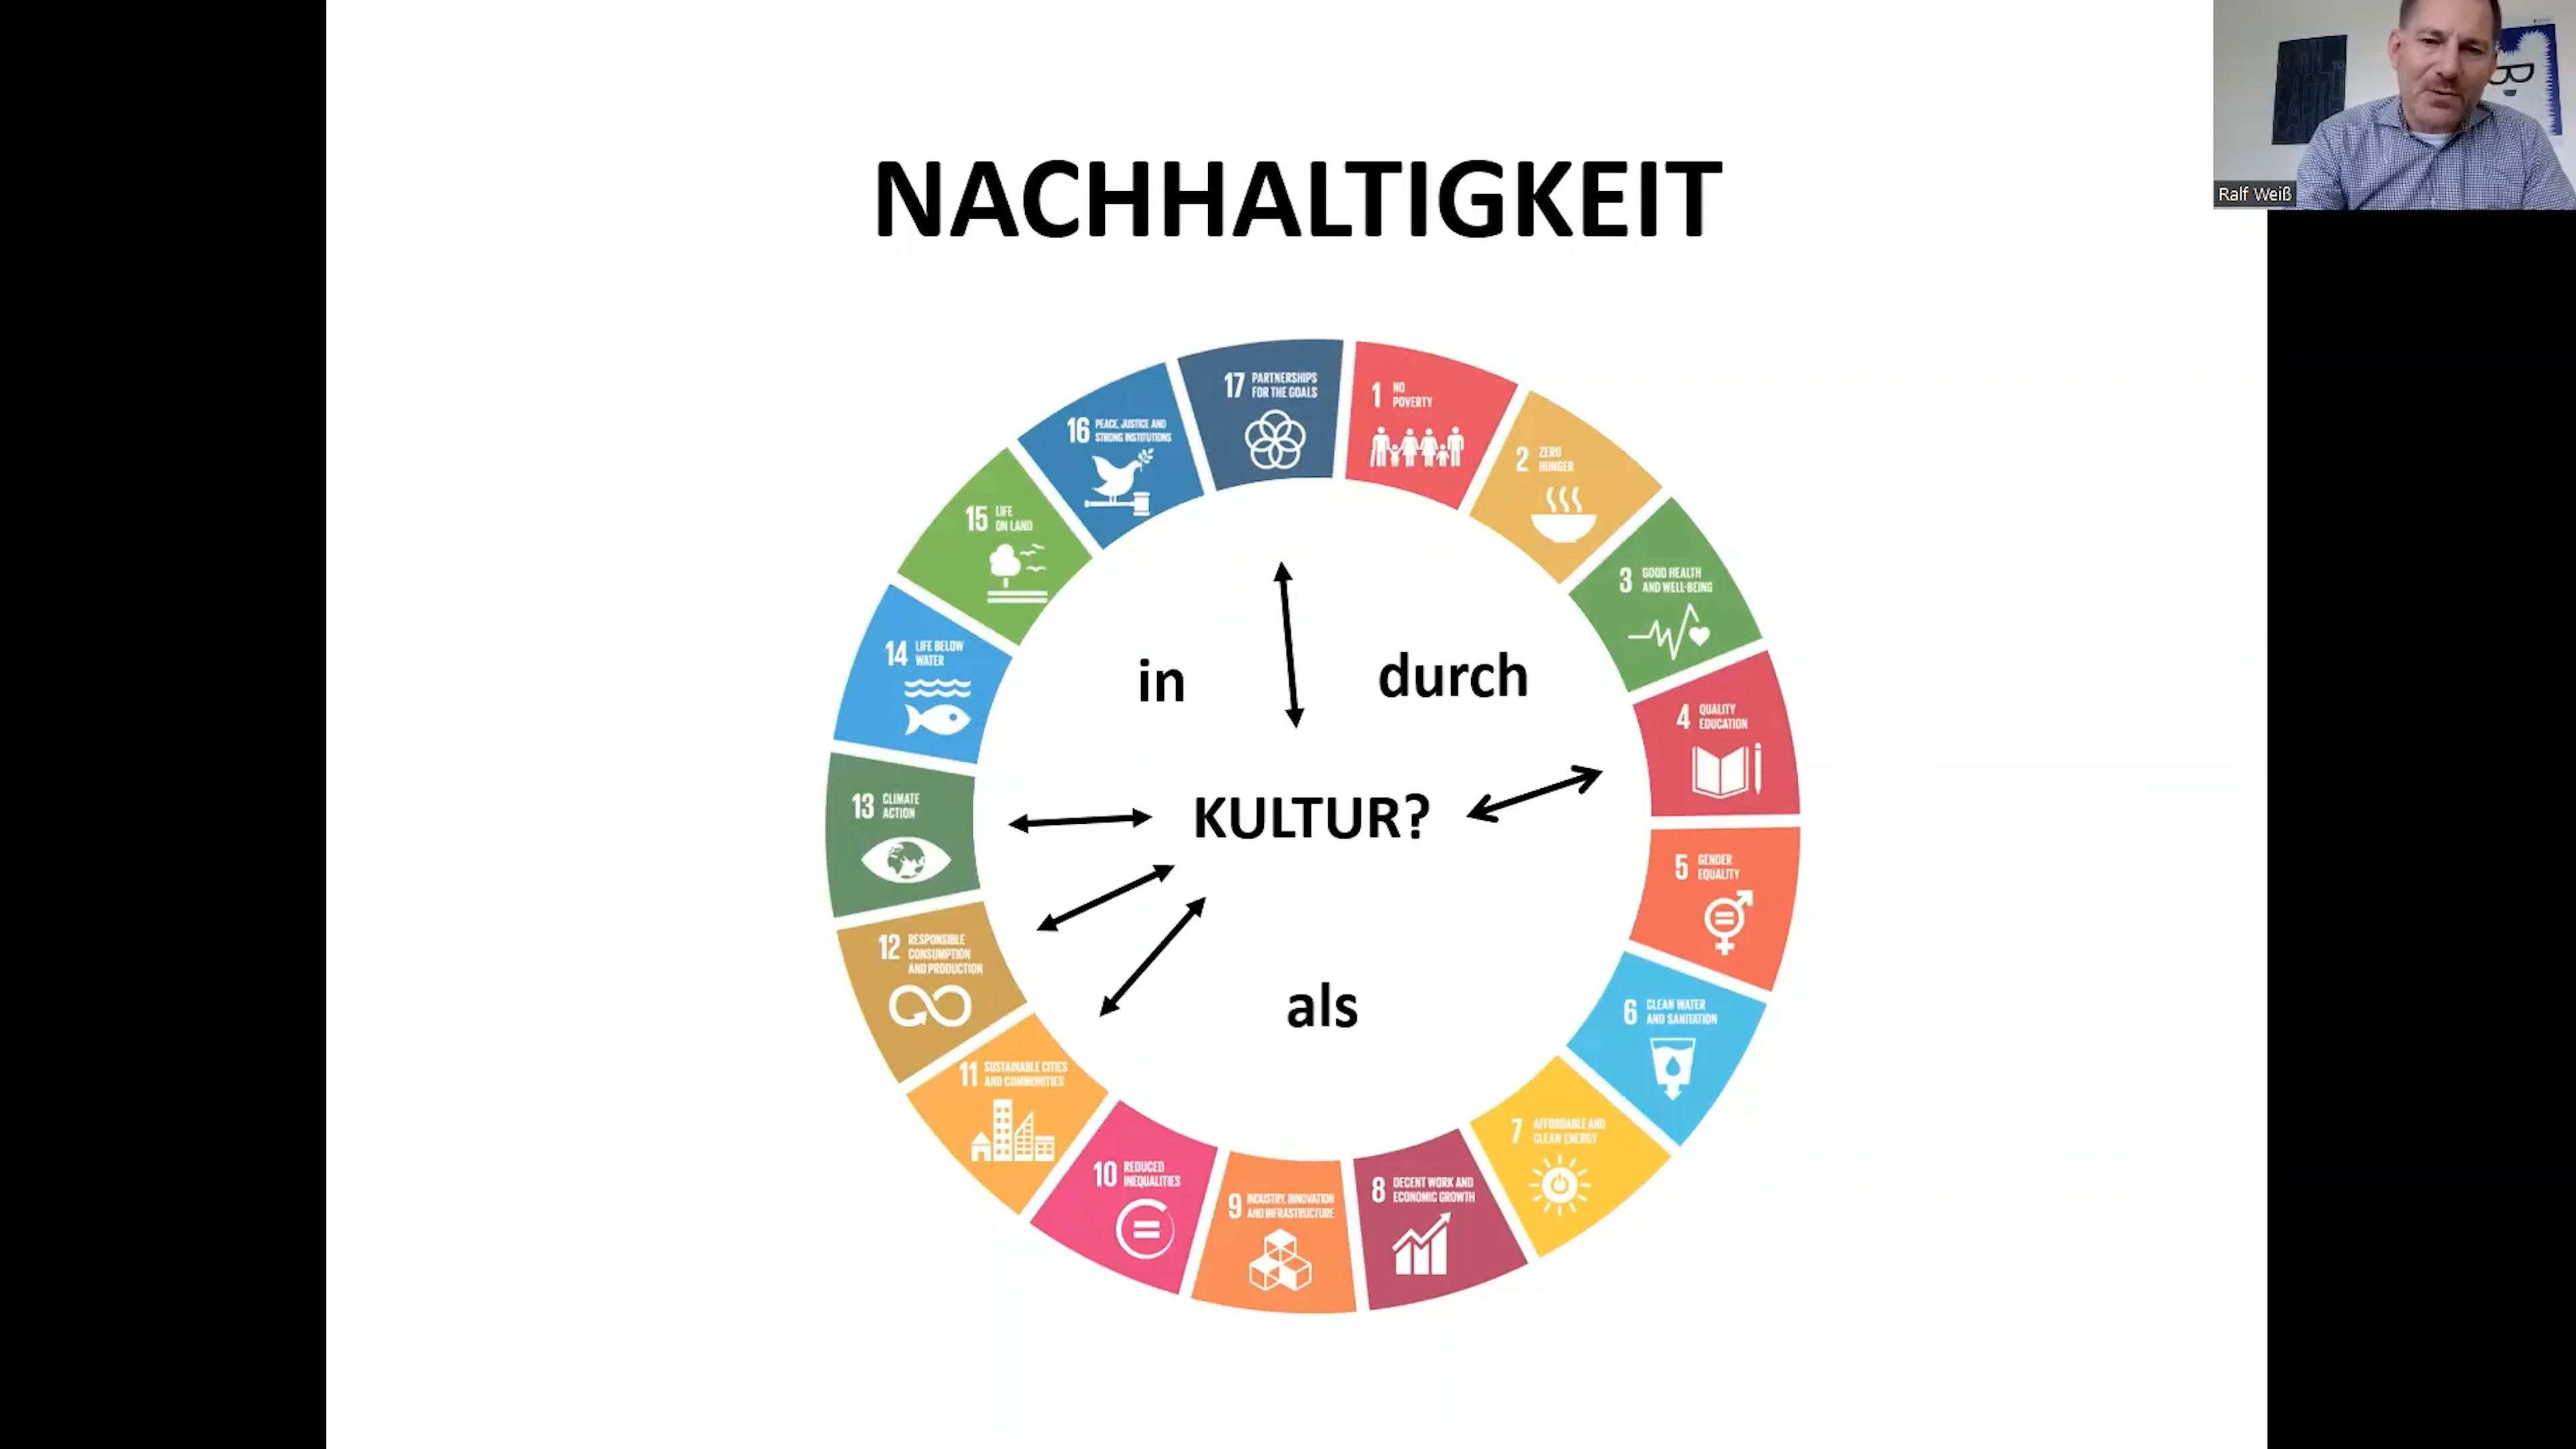 NACHHALTIGKEIT
Ralf Weiß
17 PARTNERSHIPS
FOR THE GOALS
1 NO
POVERTY
2 ZERO
HUNGER
3 GOOD HEALTH
AND WELL-BEING
4 QUALITY
EDUCATION
5 GENDER
EQUALITY
6 CLEAN WATER
AND SANITATION
7 AFFORDABLE AND
CLEAN ENERGY
8 DECENT WORK AND
ECONOMIC GROWTH
9 INDUSTRY, INNOVATION
AND INFRASTRUCTURE
10 REDUCED
INEQUALITIES
11 SUSTAINABLE CITIES
AND COMMUNITIES
12 RESPONSIBLE
CONSUMPTION
AND PRODUCTION
13 CLIMATE
ACTION
14 LIFE BELOW
WATER
15 LIFE
ON LAND
16 PEACE, JUSTICE AND
STRONG INSTITUTIONS
in
durch
KULTUR?
als